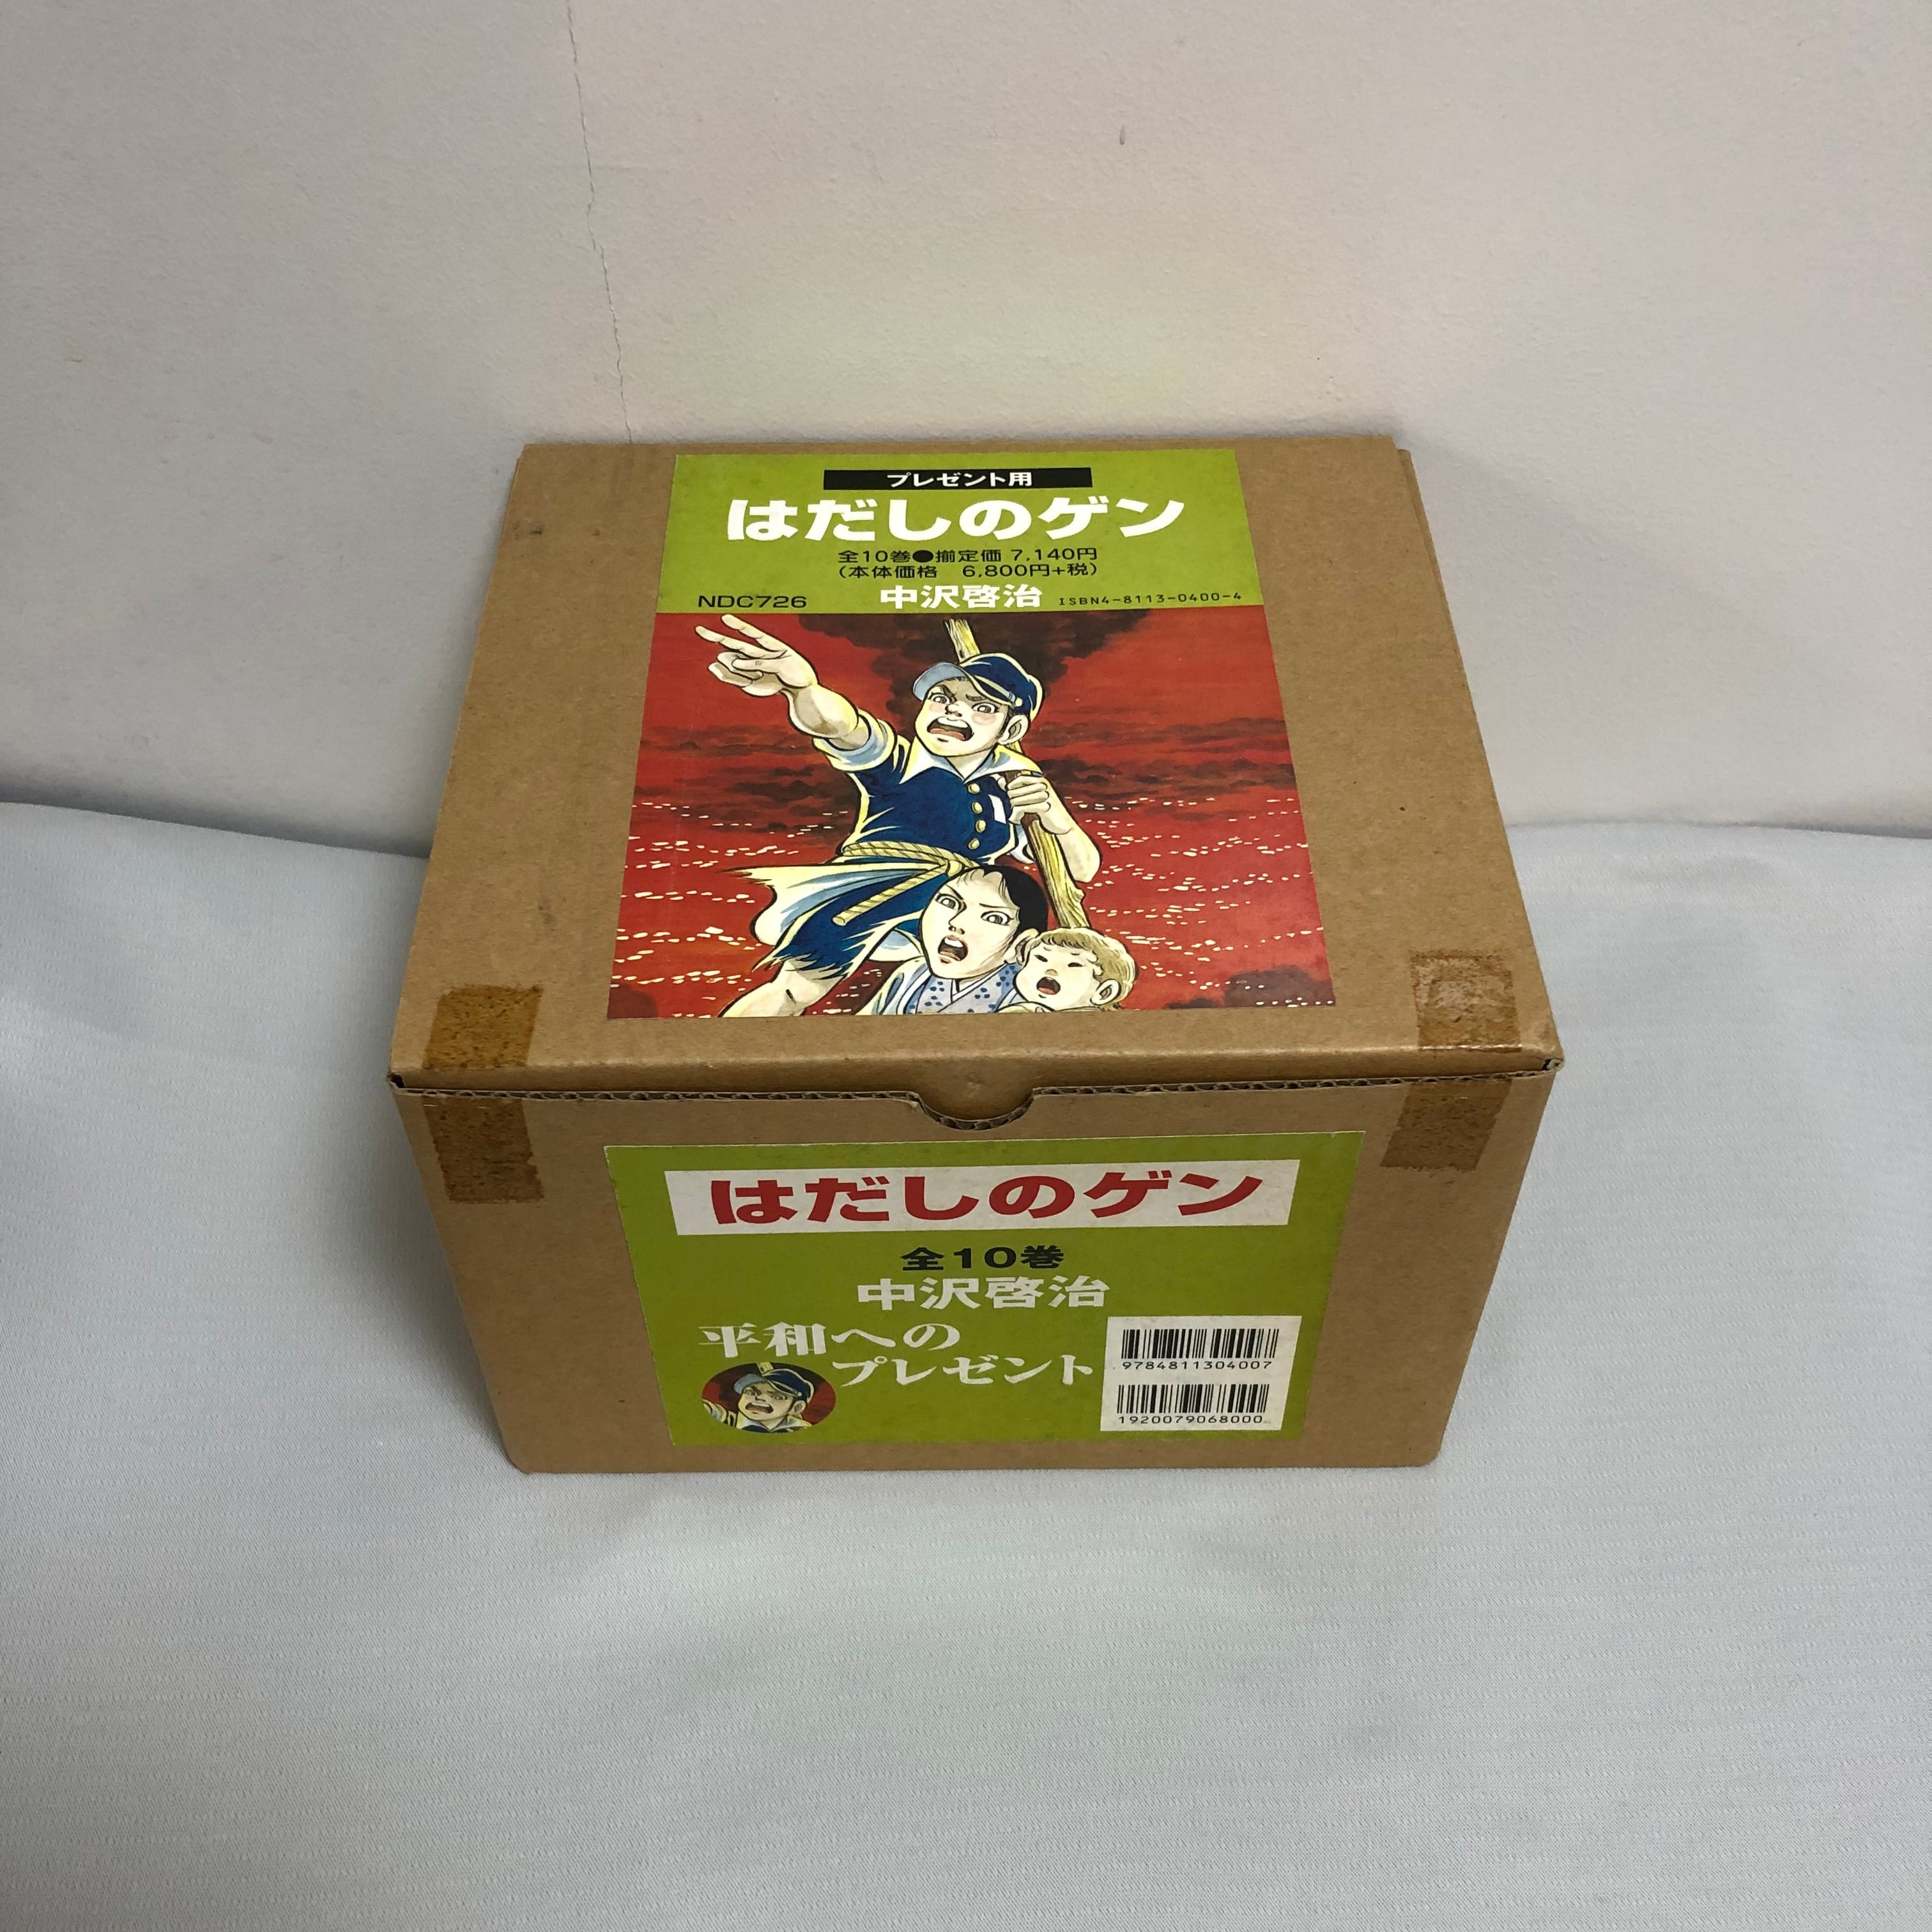 プレゼント用
はだしのゲン
全10巻●揃定価 7,140円
(本体価格 6,800円+税)
NDC726 中沢啓治 ISBN4-8113-0400-4
はだしのゲン
全10巻
中沢啓治
平和への
プレゼント
9784811304007
1920079068000